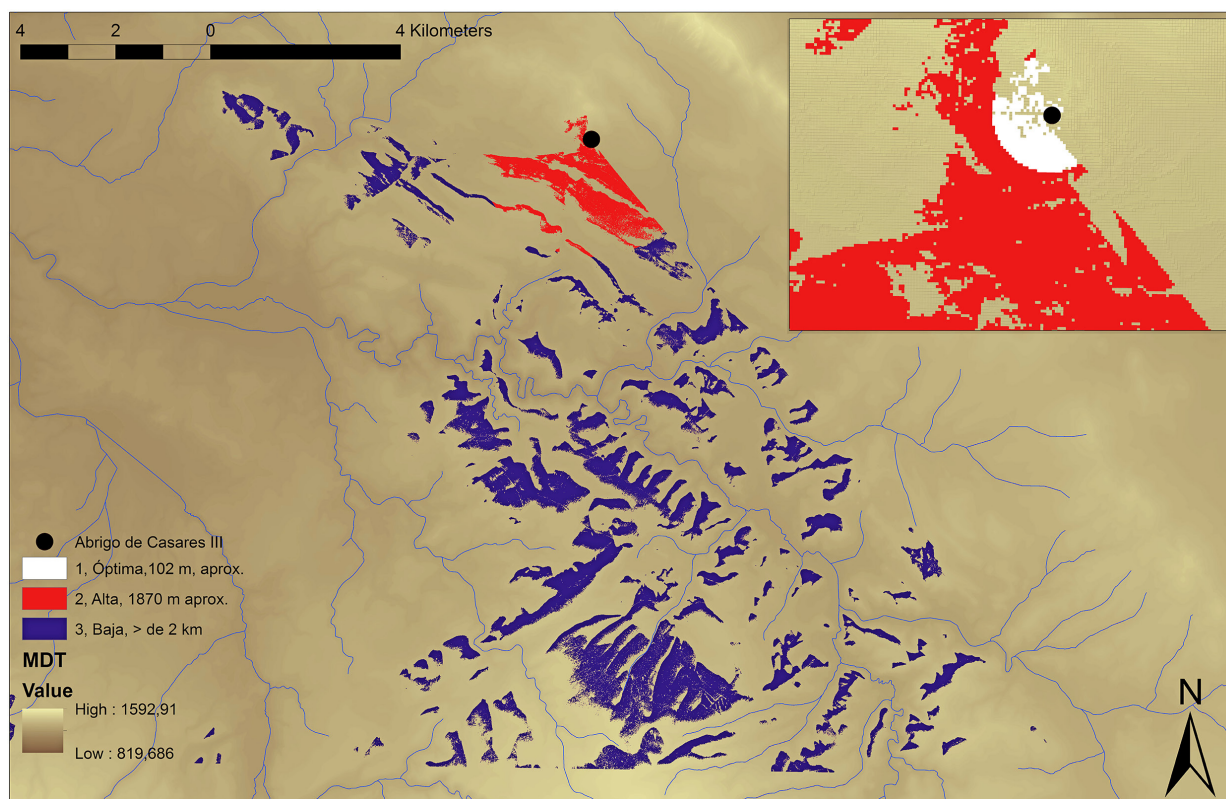 4 2 0 4 Kilometers
Abrigo de Casares III
1, Óptima,102 m, aprox.
2, Alta, 1870 m aprox.
3, Baja, > de 2 km
MDT
Value
High : 1592,91
Low : 819,686
N